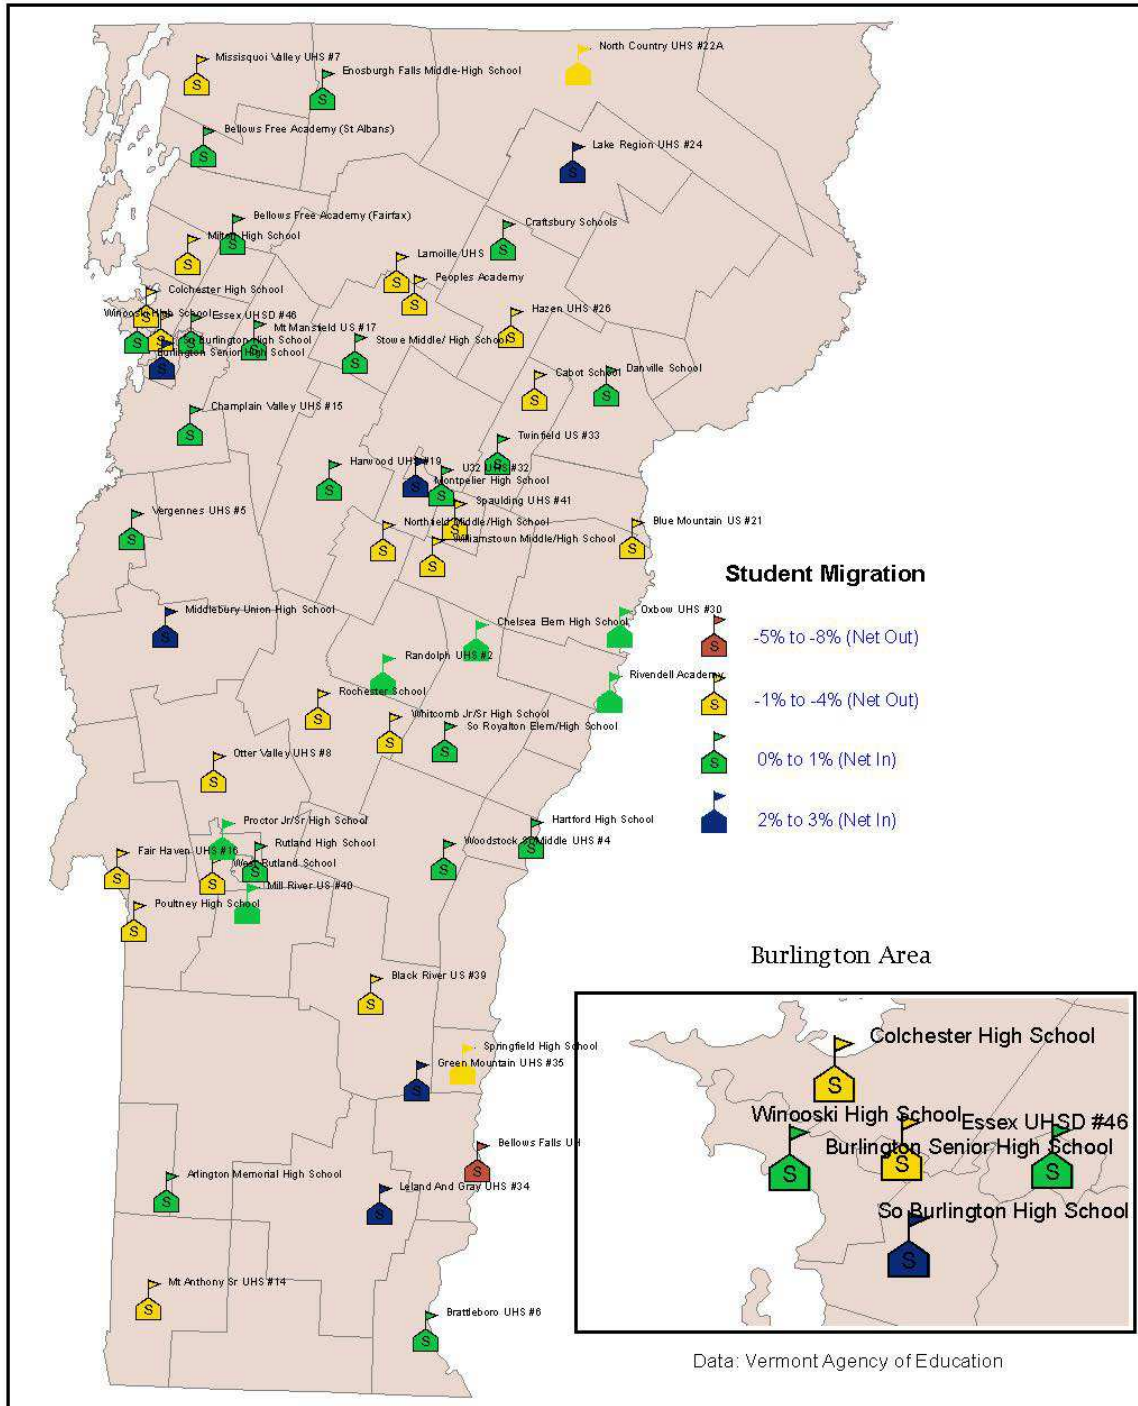 North Country UHS #22A
Missisquoi Valley UHS #7
Enosburgh Falls Middle-High School
Bellows Free Academy (St Albans)
Lake Region UHS #24
Bellows Free Academy (Fairfax)
Craftsbury Schools
Milton High School
Lamoille UHS
Peoples Academy
Colchester High School
Hazen UHS #26
Winooski High School
Essex UHSD #46
Mt Mansfield US #17
So Burlington High School
Stowe Middle/ High School
Burlington Senior High School
Cabot School
Danville School
Champlain Valley UHS #15
Twinfield US #33
Harwood UHS #19
U32 UHS #32
Montpelier High School
Spaulding UHS #41
Vergennes UHS #5
Northfield Middle/High School
Blue Mountain US #21
Williamstown Middle/High School
Student Migration
Middlebury Union High School
Oxbow UHS #30
Chelsea Elem High School
-5% to -8% (Net Out)
Randolph UHS #2
Rivendell Academy
Rochester School
-1% to -4% (Net Out)
Whitcomb Jr/Sr High School
So Royalton Elem/High School
Otter Valley UHS #8
0% to 1% (Net In)
Proctor Jr/Sr High School
Hartford High School
2% to 3% (Net In)
Rutland High School
Woodstock Sr/Middle UHS #4
Fair Haven UHS #16
West Rutland School
Mill River US #40
Poultney High School
Burlington Area
Black River US #39
Springfield High School
Green Mountain UHS #35
Bellows Falls UH
Arlington Memorial High School
Leland And Gray UHS #34
Mt Anthony Sr UHS #14
Brattleboro UHS #6
Colchester High School
Winooski High School
Essex UHSD #46
Burlington Senior High School
So Burlington High School
Data: Vermont Agency of Education